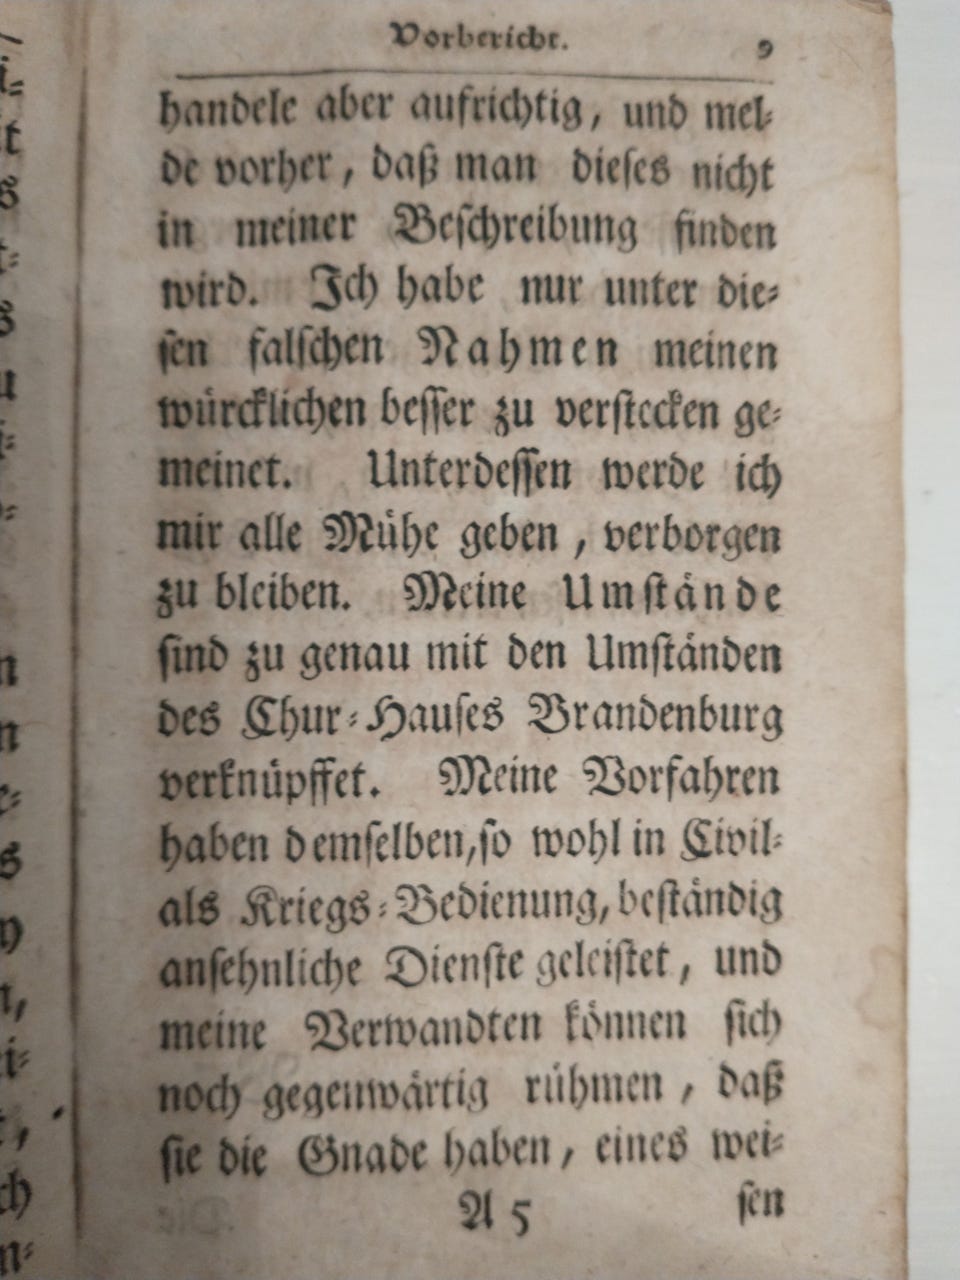 Vorbericht. 9
handele aber aufrichtig, und mel⸗
de vorher, daß man dieses nicht
in meiner Beschreibung finden
wird. Ich habe nur unter die⸗
sen falschen Nahmen meinen
würcklichen besser zu verstecken ge⸗
meinet. Unterdessen werde ich
mir alle Mühe geben, verborgen
zu bleiben. Meine Umstände
sind zu genau mit den Umständen
des Chur⸗Hauses Brandenburg
verknüpffet. Meine Vorfahren
haben demselben, so wohl in Civil⸗
als Kriegs⸗Bedienung, beständig
ansehnliche Dienste geleistet, und
meine Verwandten können sich
noch gegenwärtig rühmen, daß
sie die Gnade haben, eines wei⸗
A 5 sen